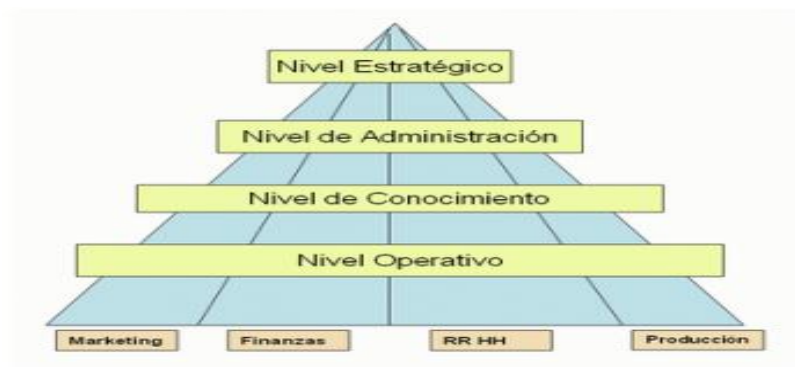 Nivel Estratégico
Nivel de Administración
Nivel de Conocimiento
Nivel Operativo
Marketing
Finanzas
RR HH
Producción